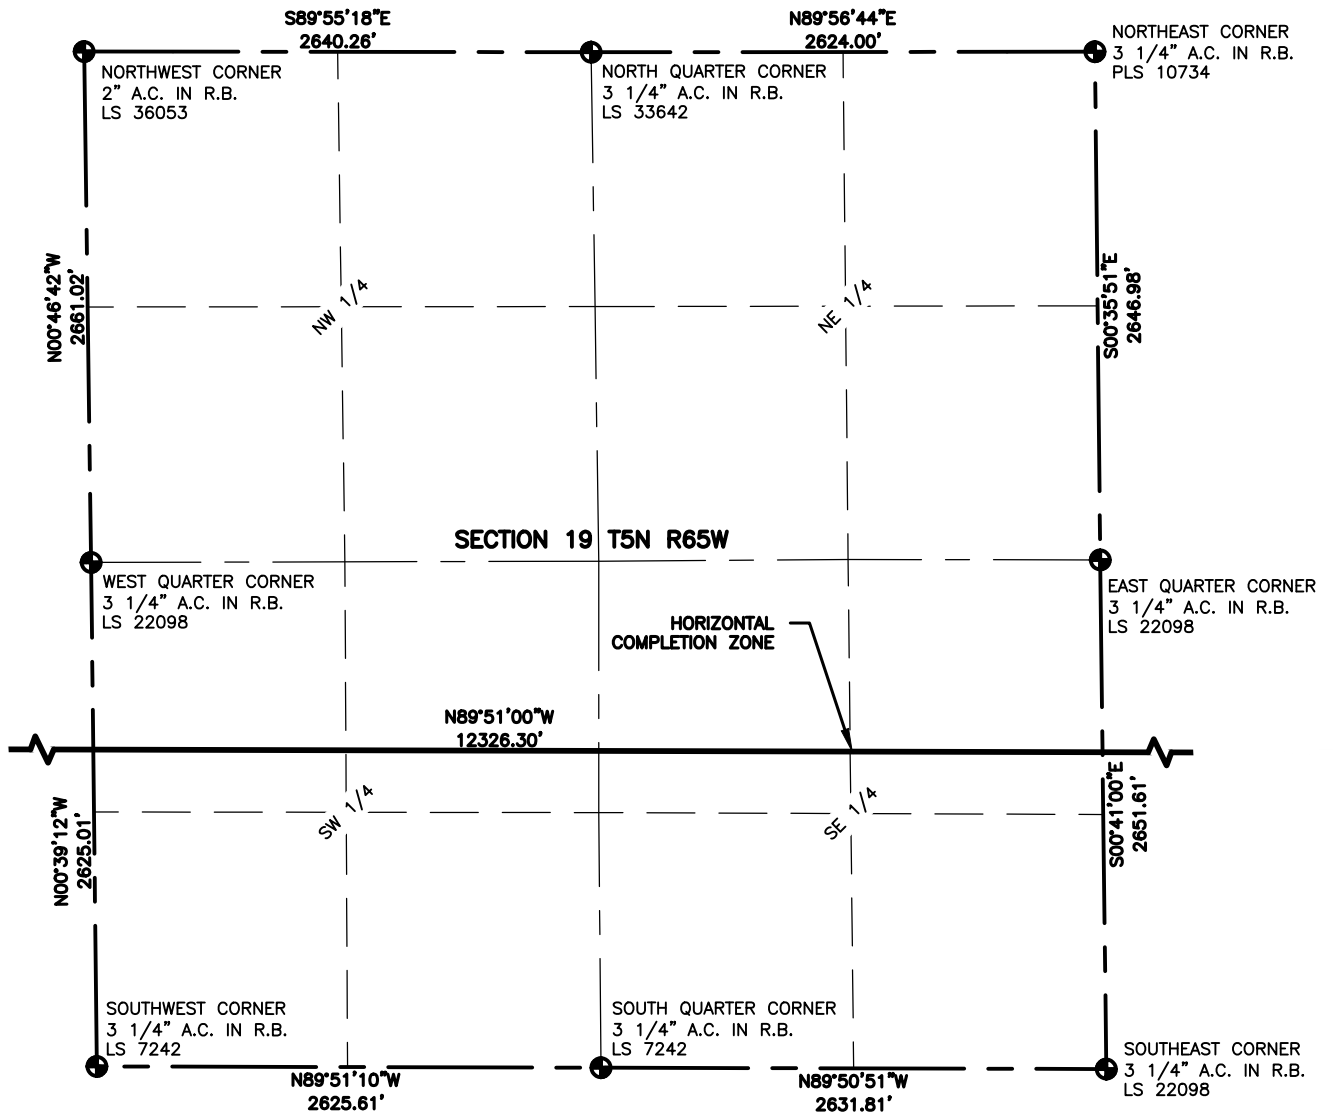 S89°55'18"E
2640.26'
N89°56'44"E
2624.00'
NORTHEAST CORNER
3 1/4" A.C. IN R.B.
PLS 10734
NORTHWEST CORNER
2" A.C. IN R.B.
LS 36053
NORTH QUARTER CORNER
3 1/4" A.C. IN R.B.
LS 33642
N00°46'42"W
2661.02'
NW 1/4
NE 1/4
S00°35'51"E
2646.98'
SECTION 19 T5N R65W
WEST QUARTER CORNER
3 1/4" A.C. IN R.B.
LS 22098
EAST QUARTER CORNER
3 1/4" A.C. IN R.B.
LS 22098
HORIZONTAL
COMPLETION ZONE
N89°51'00"W
12326.30'
N00°39'12"W
2625.01'
SW 1/4
SE 1/4
S00°41'00"E
2651.61'
SOUTHWEST CORNER
3 1/4" A.C. IN R.B.
LS 7242
SOUTH QUARTER CORNER
3 1/4" A.C. IN R.B.
LS 7242
SOUTHEAST CORNER
3 1/4" A.C. IN R.B.
LS 22098
N89°51'10"W
2625.61'
N89°50'51"W
2631.81'